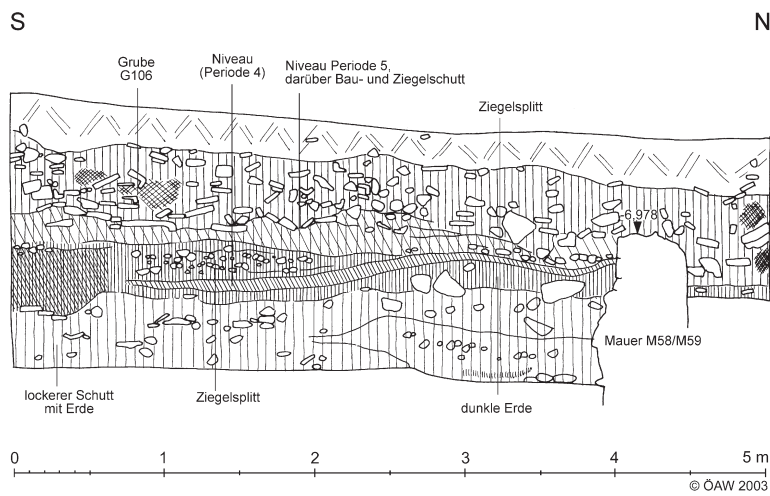 S
N
Grube
G106
Niveau
(Periode 4)
Niveau Periode 5,
darüber Bau- und Ziegelschutt
Ziegelsplitt
-6,978
Mauer M58/M59
lockerer Schutt
mit Erde
Ziegelsplitt
dunkle Erde
0
1
2
3
4
5 m
© ÖAW 2003